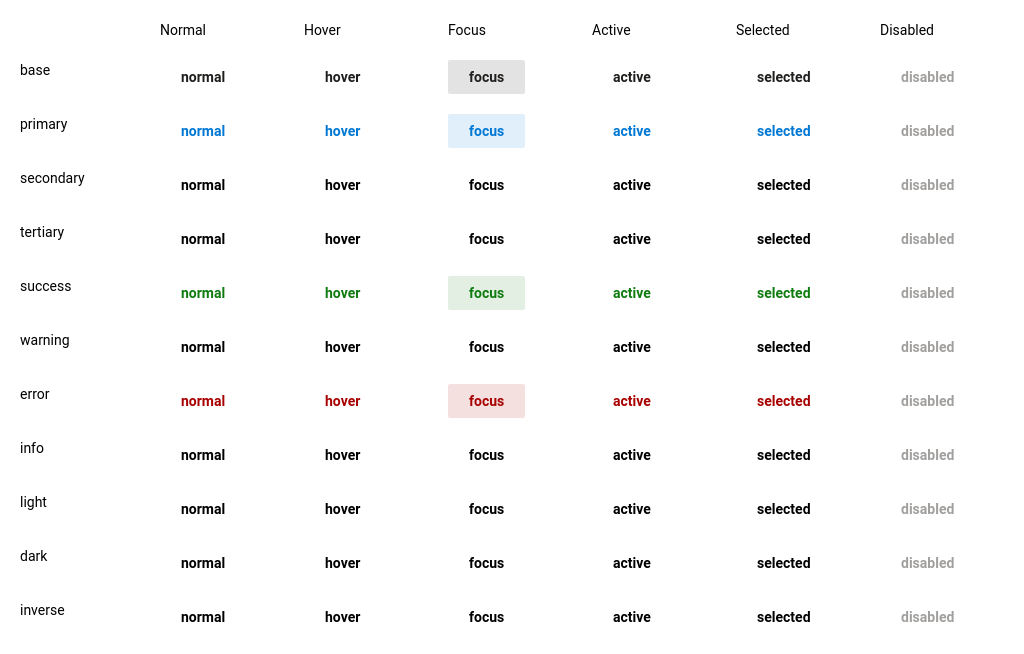 Normal Hover Focus Active Selected Disabled
base normal hover focus active selected disabled
primary normal hover focus active selected disabled
secondary normal hover focus active selected disabled
tertiary normal hover focus active selected disabled
success normal hover focus active selected disabled
warning normal hover focus active selected disabled
error normal hover focus active selected disabled
info normal hover focus active selected disabled
light normal hover focus active selected disabled
dark normal hover focus active selected disabled
inverse normal hover focus active selected disabled